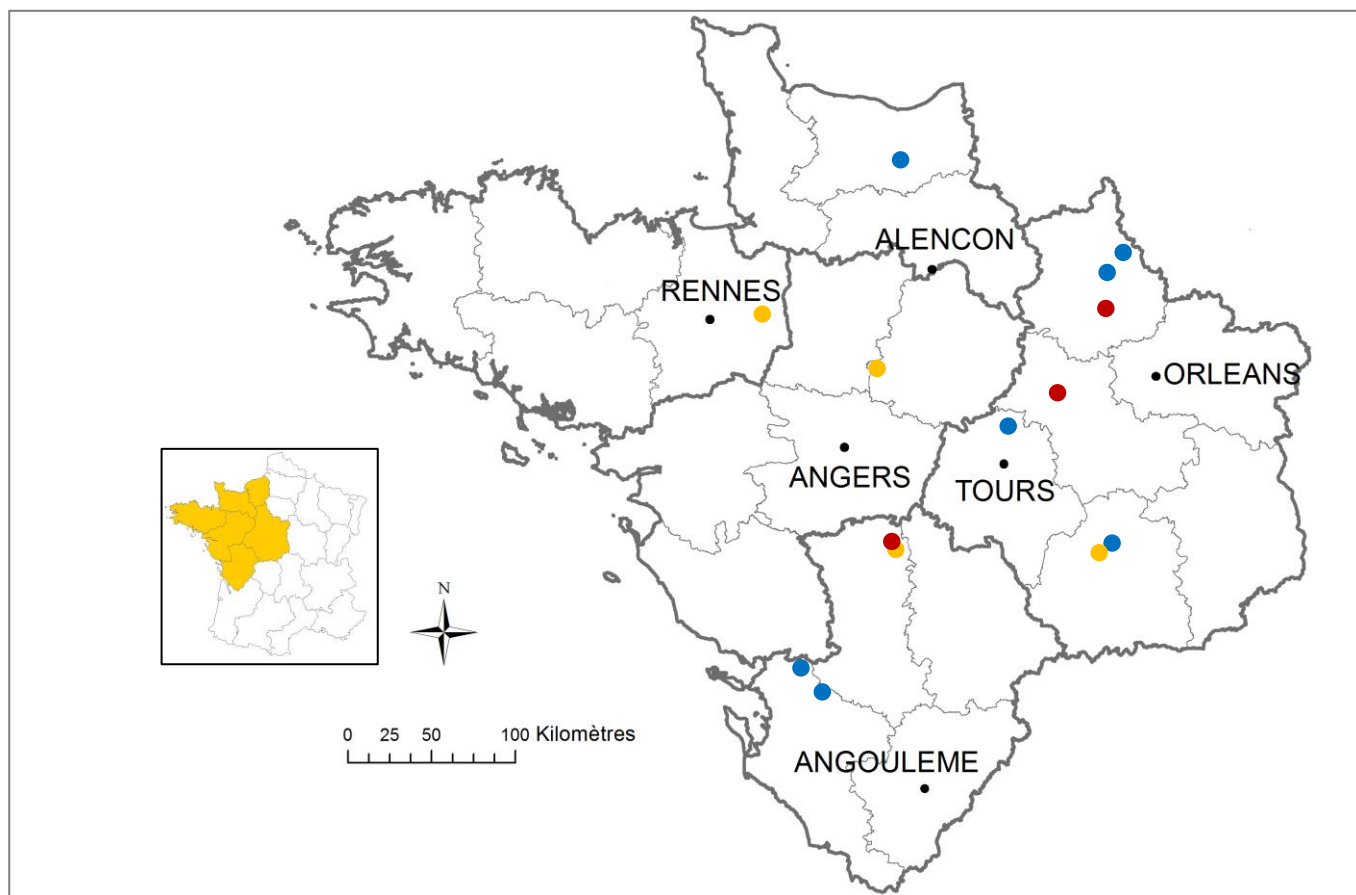 ALENCON
RENNES
ORLEANS
ANGERS
TOURS
N
0 25 50 100 Kilomètres
ANGOULEME